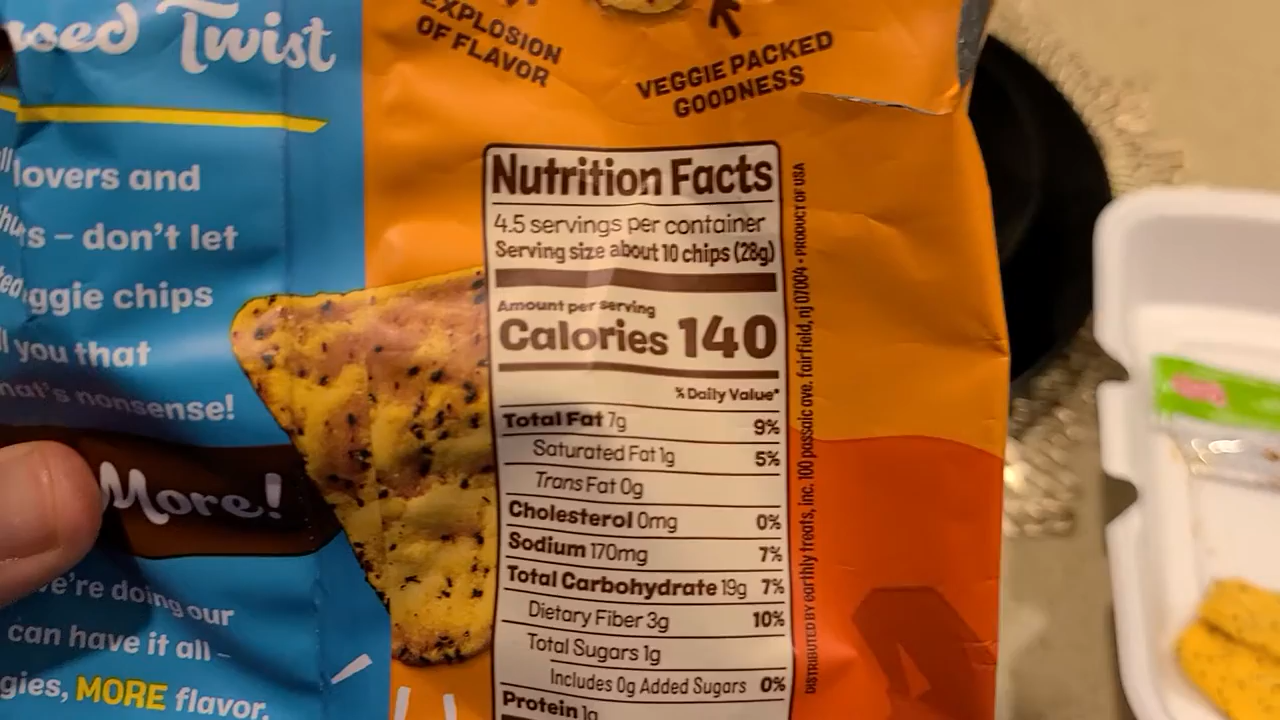 Twist
lovers and
– don't let
ggie chips
you that
nonsense!
More!
we're doing our
can have it all –
MORE flavor.
EXPLOSION
OF FLAVOR
VEGGIE PACKED
GOODNESS
Nutrition Facts
4.5 servings per container
Serving size about 10 chips (28g)
Amount per serving
Calories 140
% Daily Value*
Total Fat 7g 9%
Saturated Fat 1g 5%
Trans Fat 0g
Cholesterol 0mg 0%
Sodium 170mg 7%
Total Carbohydrate 19g 7%
Dietary Fiber 3g 10%
Total Sugars 1g
Includes 0g Added Sugars 0%
Protein 1g
DISTRIBUTED BY earthly treats, inc. 100 passaic ave. fairfield, nj 07004 • PRODUCT OF USA